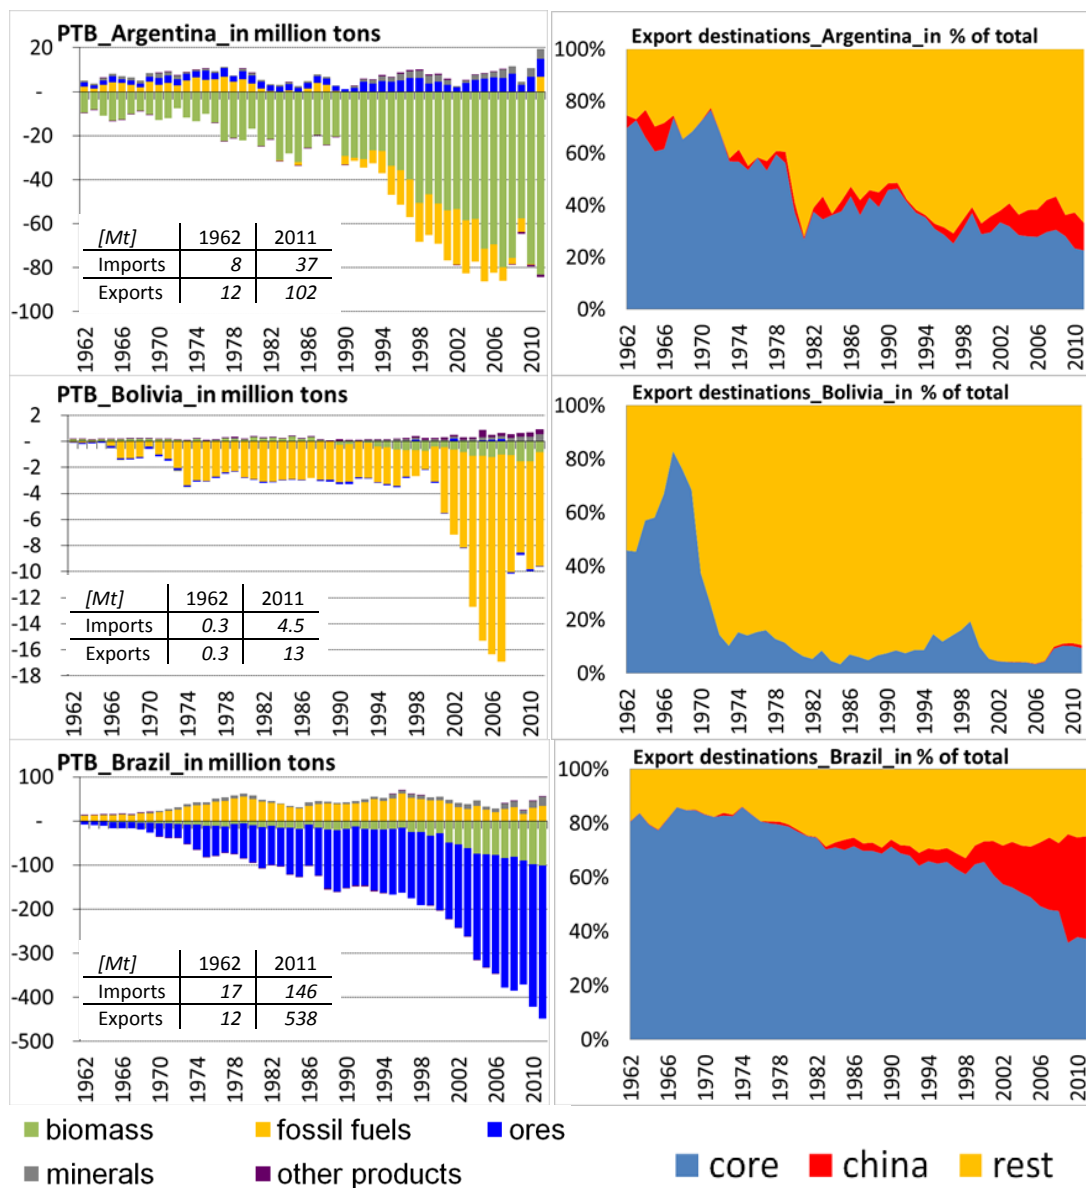 PTB_Argentina_in million tons
20
-
-20
-40
-60
-80
-100
[Mt] 1962 2011
Imports 8 37
Exports 12 102
1962 1966 1970 1974 1978 1982 1986 1990 1994 1998 2002 2006 2010
Export destinations_Argentina_in % of total
100%
80%
60%
40%
20%
0%
1962 1966 1970 1974 1978 1982 1986 1990 1994 1998 2002 2006 2010
PTB_Bolivia_in million tons
2
-
-2
-4
-6
-8
-10
-12
-14
-16
-18
[Mt] 1962 2011
Imports 0.3 4.5
Exports 0.3 13
1962 1966 1970 1974 1978 1982 1986 1990 1994 1998 2002 2006 2010
Export destinations_Bolivia_in % of total
100%
80%
60%
40%
20%
0%
1962 1966 1970 1974 1978 1982 1986 1990 1994 1998 2002 2006 2010
PTB_Brazil_in million tons
100
-
-100
-200
-300
-400
-500
[Mt] 1962 2011
Imports 17 146
Exports 12 538
1962 1966 1970 1974 1978 1982 1986 1990 1994 1998 2002 2006 2010
Export destinations_Brazil_in % of total
100%
80%
60%
40%
20%
0%
1962 1966 1970 1974 1978 1982 1986 1990 1994 1998 2002 2006 2010
biomass fossil fuels ores
minerals other products
core china rest